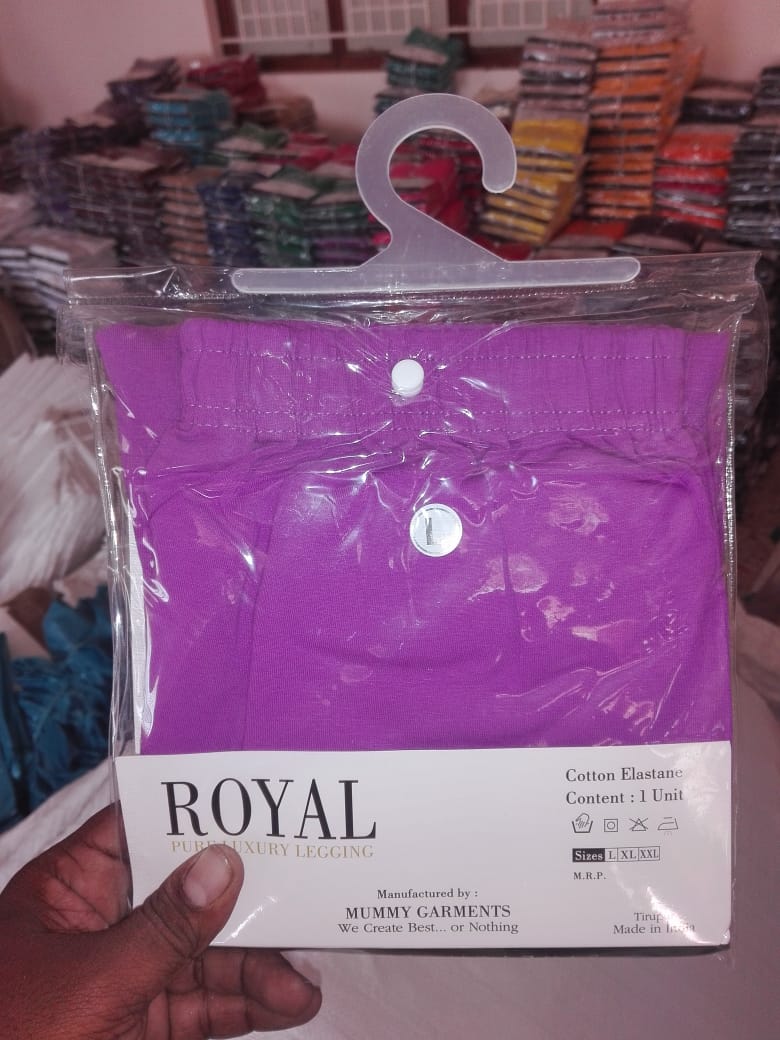 L
ROYAL
PURE LUXURY LEGGING
Cotton Elastane
Content : 1 Unit
Sizes L XL XXL
M.R.P.
Manufactured by :
MUMMY GARMENTS
We Create Best... or Nothing
Made in India